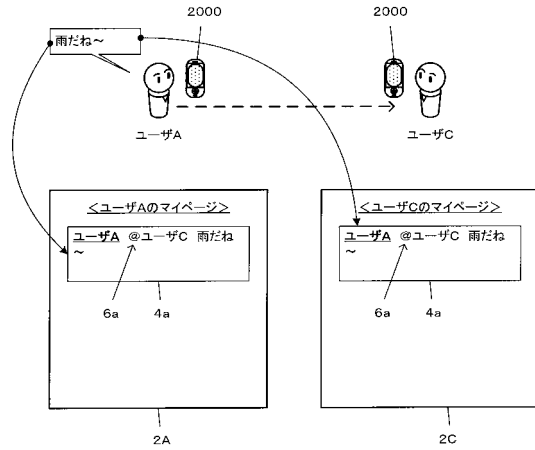 2000
2000
雨だね～
ユーザA
ユーザC
＜ユーザAのマイページ＞
ユーザA @ユーザC 雨だね
～
6a
4a
2A
＜ユーザCのマイページ＞
ユーザA @ユーザC 雨だね
～
6a
4a
2C